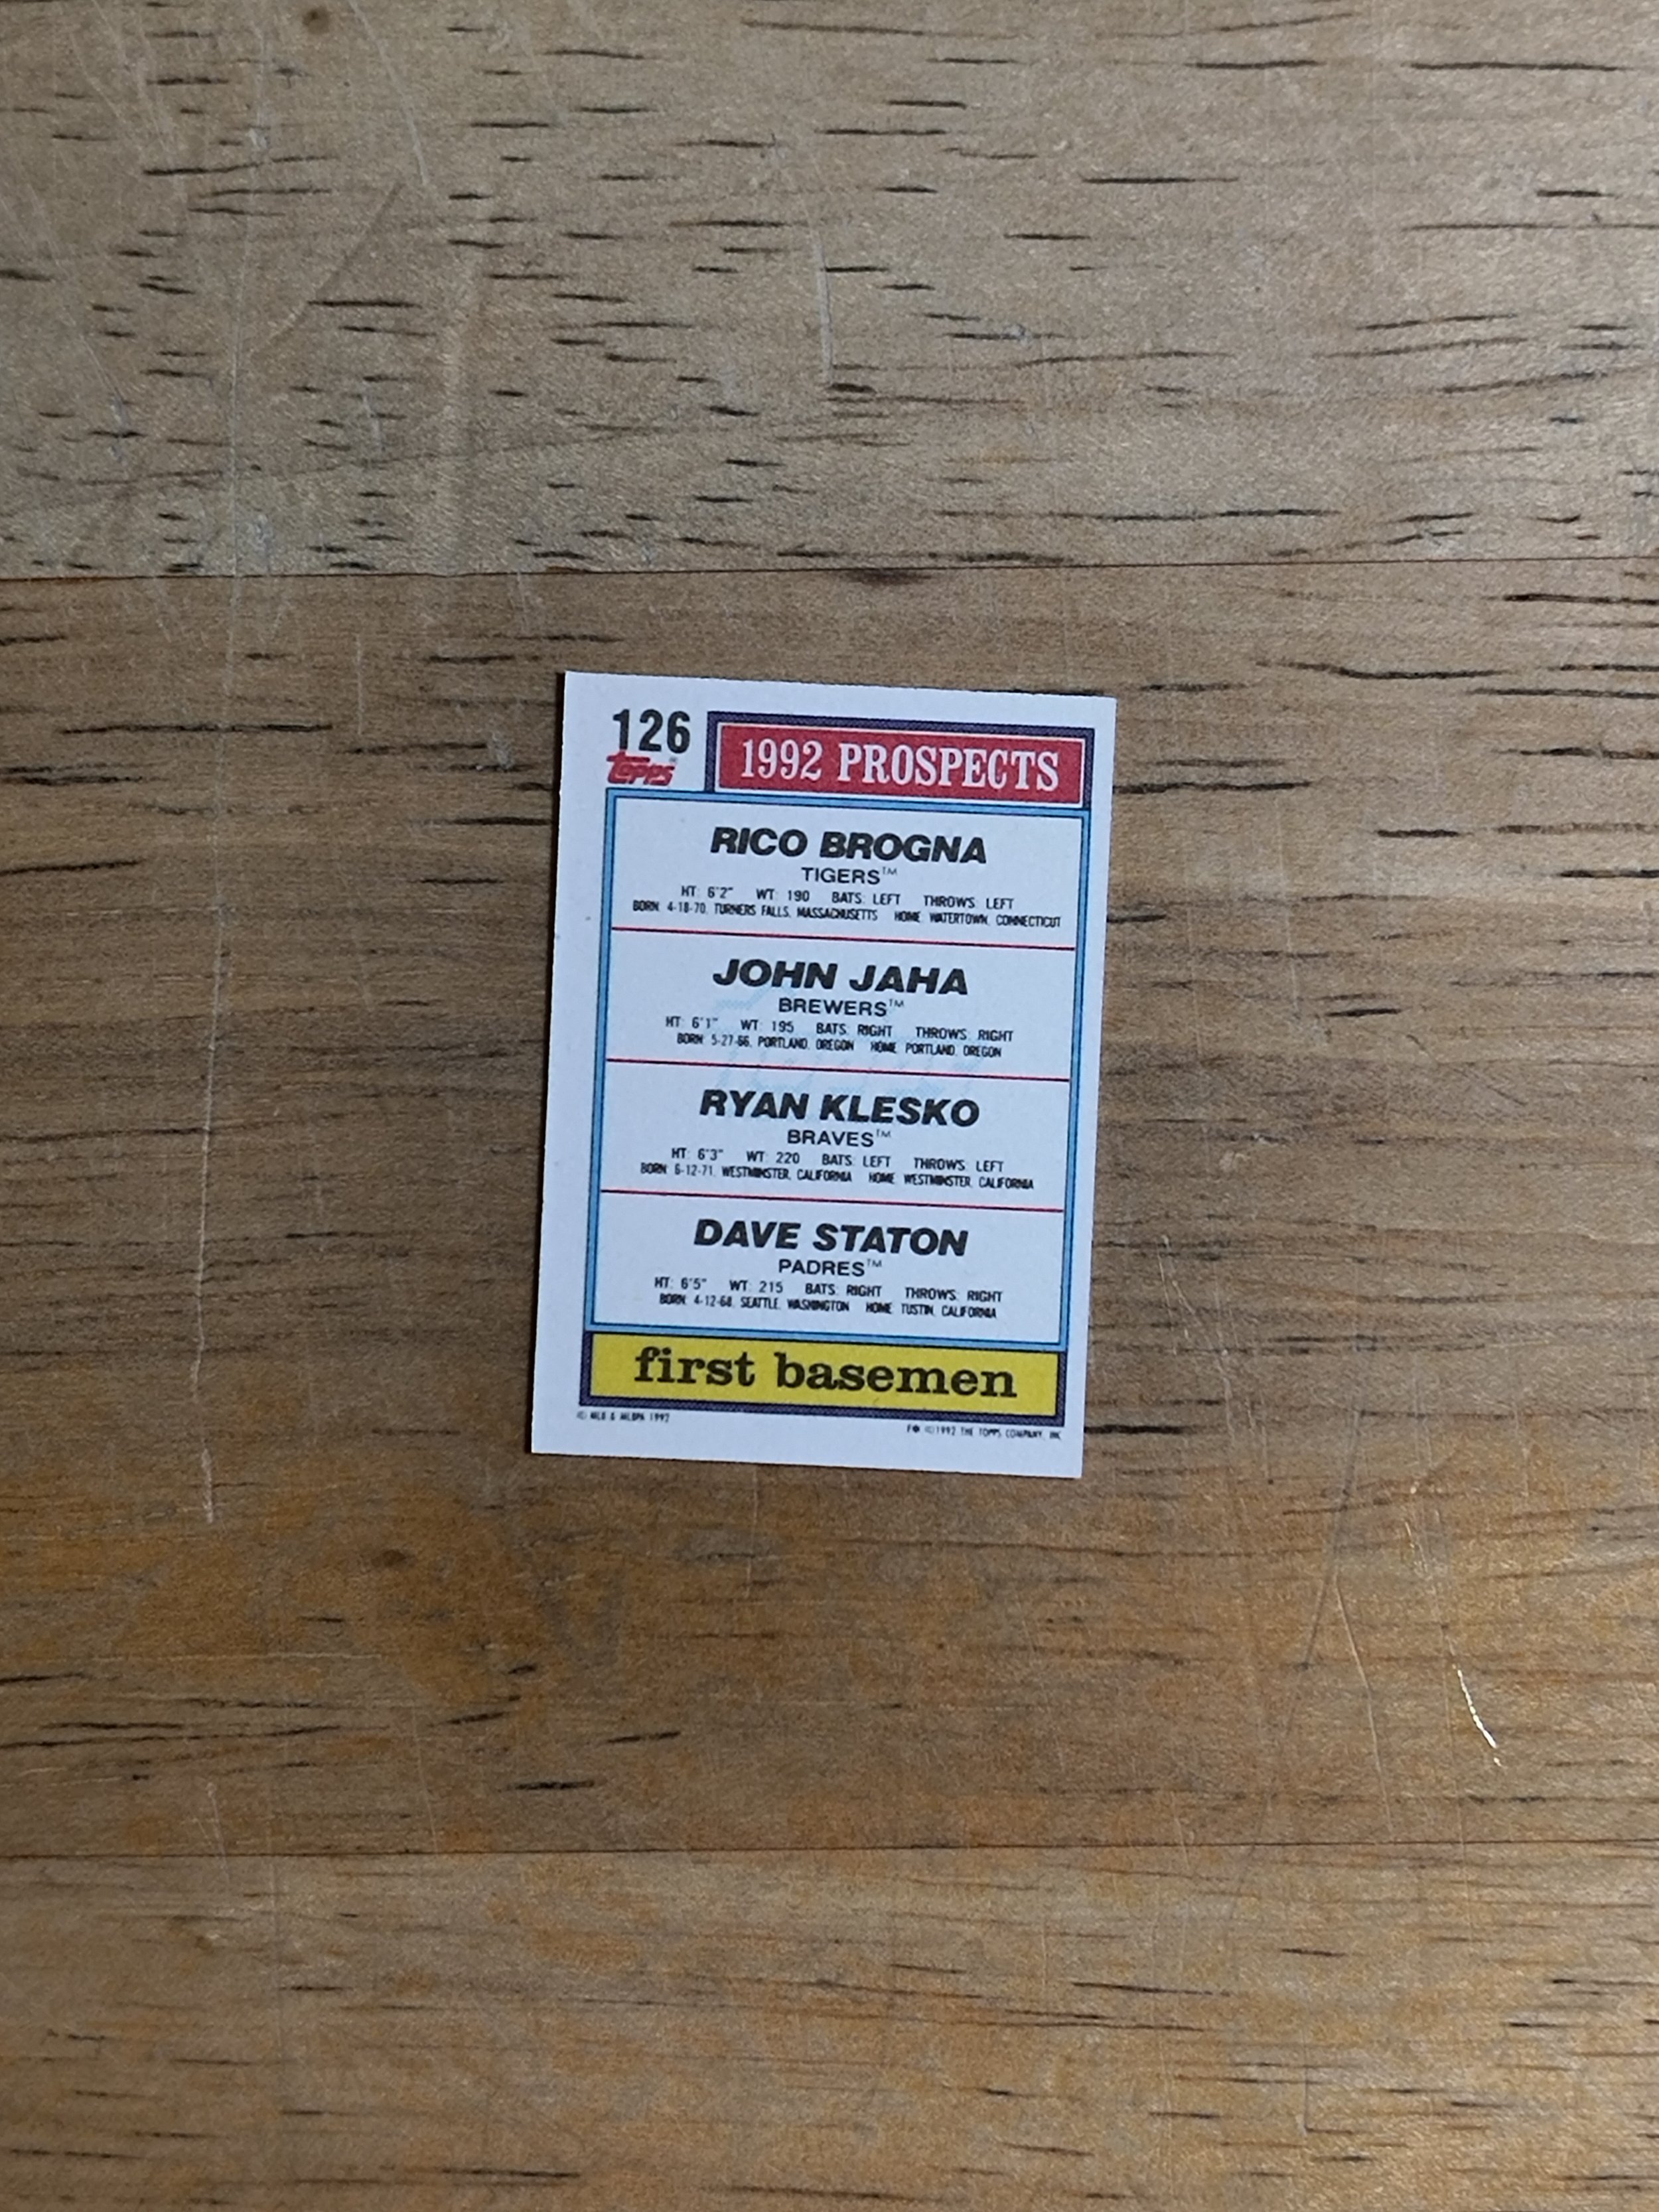 126
Topps
1992 PROSPECTS
RICO BROGNA
TIGERS™
HT: 6'2" WT: 190 BATS: LEFT THROWS: LEFT
BORN: 4-18-70, TURNERS FALLS, MASSACHUSETTS HOME: WATERTOWN, CONNECTICUT
JOHN JAHA
BREWERS™
HT: 6'1" WT: 195 BATS: RIGHT THROWS: RIGHT
BORN: 5-27-66, PORTLAND, OREGON HOME: PORTLAND, OREGON
RYAN KLESKO
BRAVES™
HT: 6'3" WT: 220 BATS: LEFT THROWS: LEFT
BORN: 6-12-71, WESTMINSTER, CALIFORNIA HOME: WESTMINSTER, CALIFORNIA
DAVE STATON
PADRES™
HT: 6'5" WT: 215 BATS: RIGHT THROWS: RIGHT
BORN: 4-12-68, SEATTLE, WASHINGTON HOME: TUSTIN, CALIFORNIA
first basemen
© MLB & MLBPA 1992
F* ©1992 THE TOPPS COMPANY, INC.